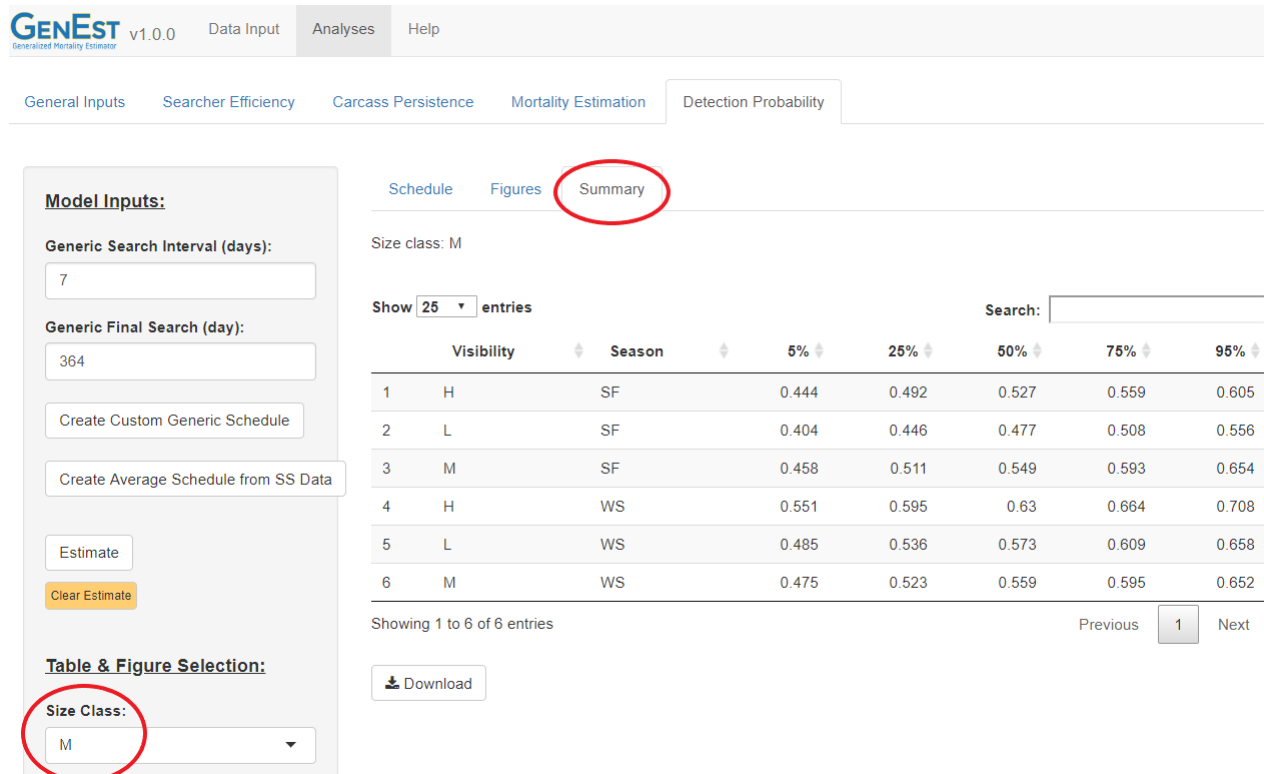 GENEST v1.0.0 Data Input Analyses Help
Generalized Mortality Estimator
General Inputs Searcher Efficiency Carcass Persistence Mortality Estimation Detection Probability
Model Inputs:
Generic Search Interval (days):
7
Generic Final Search (day):
364
Create Custom Generic Schedule
Create Average Schedule from SS Data
Estimate
Clear Estimate
Table & Figure Selection:
Size Class:
M
Schedule Figures Summary
Size class: M
Show 25 entries Search:
Visibility Season 5% 25% 50% 75% 95%
1 H SF 0.444 0.492 0.527 0.559 0.605
2 L SF 0.404 0.446 0.477 0.508 0.556
3 M SF 0.458 0.511 0.549 0.593 0.654
4 H WS 0.551 0.595 0.63 0.664 0.708
5 L WS 0.485 0.536 0.573 0.609 0.658
6 M WS 0.475 0.523 0.559 0.595 0.652
Showing 1 to 6 of 6 entries Previous 1 Next
Download